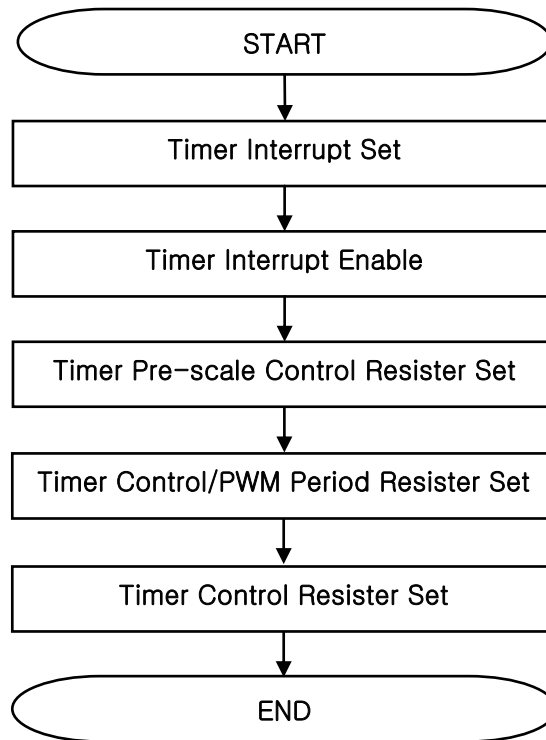 START
Timer Interrupt Set
Timer Interrupt Enable
Timer Pre-scale Control Resister Set
Timer Control/PWM Period Resister Set
Timer Control Resister Set
END